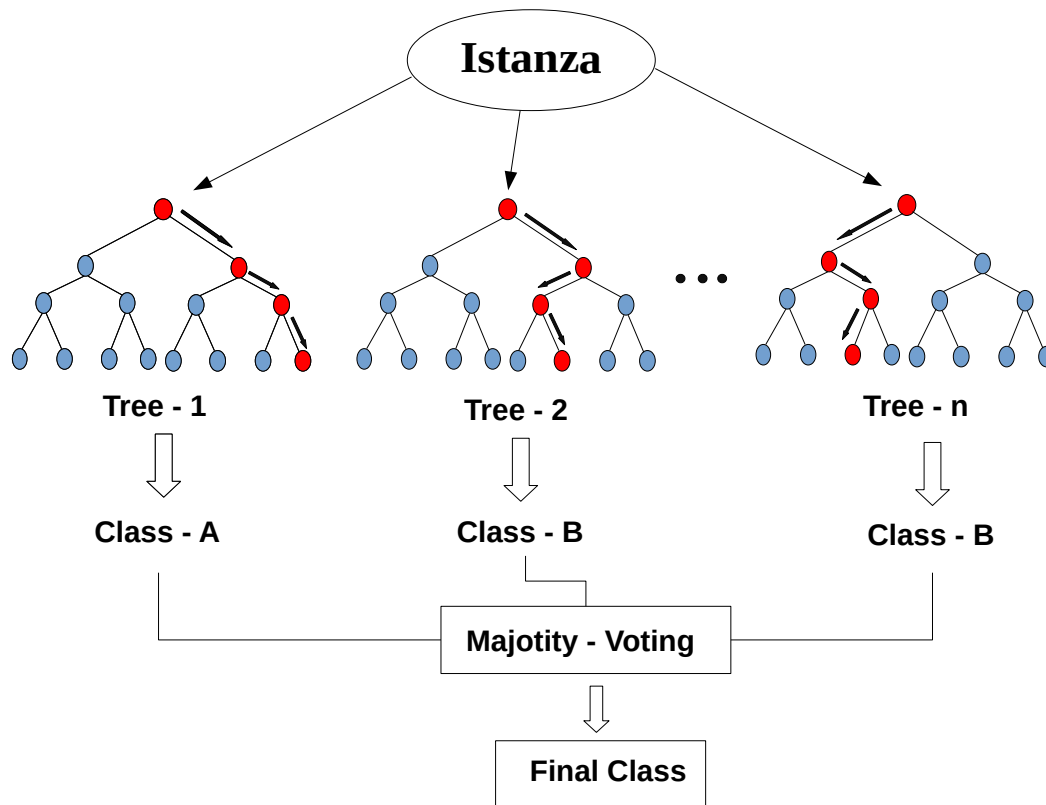 Istanza
Tree - 1
Tree - 2
Tree - n
Class - A
Class - B
Class - B
Majotity - Voting
Final Class